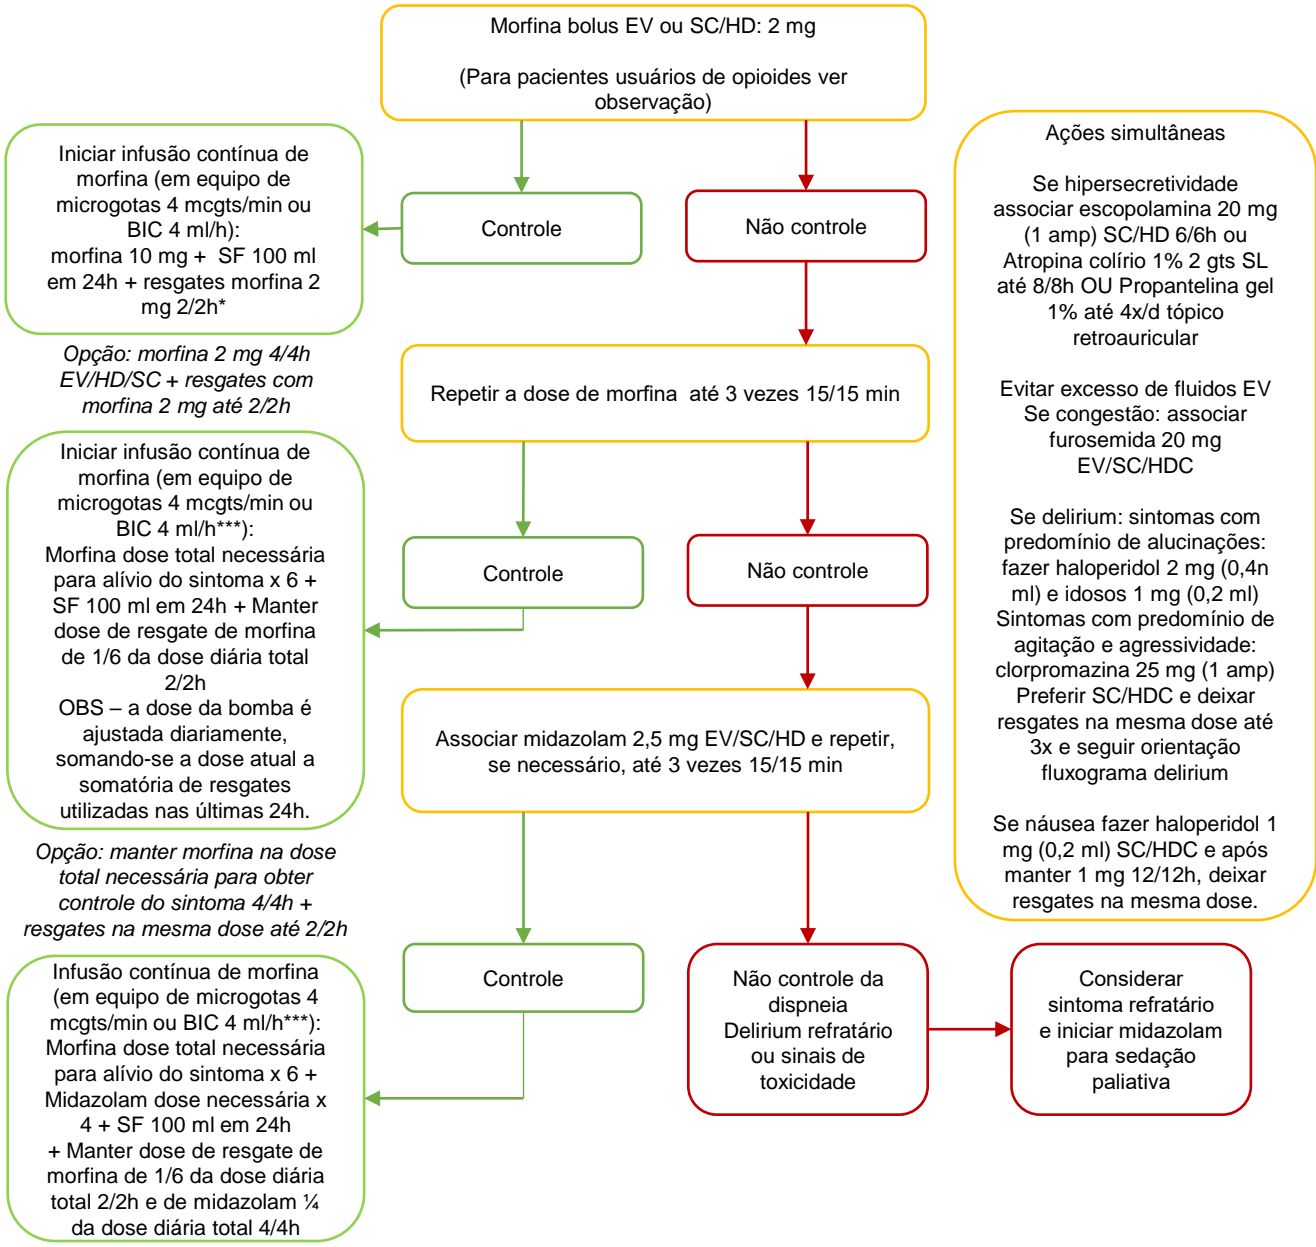 Morfina bolus EV ou SC/HD: 2 mg
(Para pacientes usuários de opioides ver
observação)
Iniciar infusão contínua de
morfina (em equipo de
microgotas 4 mcgts/min ou
BIC 4 ml/h):
morfina 10 mg + SF 100 ml
em 24h + resgates morfina 2
mg 2/2h*
Controle
Não controle
Opção: morfina 2 mg 4/4h
EV/HD/SC + resgates com
morfina 2 mg até 2/2h
Repetir a dose de morfina até 3 vezes 15/15 min
Iniciar infusão contínua de
morfina (em equipo de
microgotas 4 mcgts/min ou
BIC 4 ml/h***):
Morfina dose total necessária
para alívio do sintoma x 6 +
SF 100 ml em 24h + Manter
dose de resgate de morfina
de 1/6 da dose diária total
2/2h
OBS – a dose da bomba é
ajustada diariamente,
somando-se a dose atual a
somatória de resgates
utilizadas nas últimas 24h.
Controle
Não controle
Opção: manter morfina na dose
total necessária para obter
controle do sintoma 4/4h +
resgates na mesma dose até 2/2h
Associar midazolam 2,5 mg EV/SC/HD e repetir,
se necessário, até 3 vezes 15/15 min
Infusão contínua de morfina
(em equipo de microgotas 4
mcgts/min ou BIC 4 ml/h***):
Morfina dose total necessária
para alívio do sintoma x 6 +
Midazolam dose necessária x
4 + SF 100 ml em 24h
+ Manter dose de resgate de
morfina de 1/6 da dose diária
total 2/2h e de midazolam ¼
da dose diária total 4/4h
Controle
Não controle da
dispneia
Delirium refratário
ou sinais de
toxicidade
Considerar
sintoma refratário
e iniciar midazolam
para sedação
paliativa
Ações simultâneas
Se hipersecretividade
associar escopolamina 20 mg
(1 amp) SC/HD 6/6h ou
Atropina colírio 1% 2 gts SL
até 8/8h OU Propantelina gel
1% até 4x/d tópico
retroauricular
Evitar excesso de fluidos EV
Se congestão: associar
furosemida 20 mg
EV/SC/HDC
Se delirium: sintomas com
predomínio de alucinações:
fazer haloperidol 2 mg (0,4n
ml) e idosos 1 mg (0,2 ml)
Sintomas com predomínio de
agitação e agressividade:
clorpromazina 25 mg (1 amp)
Preferir SC/HDC e deixar
resgates na mesma dose até
3x e seguir orientação
fluxograma delirium
Se náusea fazer haloperidol 1
mg (0,2 ml) SC/HDC e após
manter 1 mg 12/12h, deixar
resgates na mesma dose.